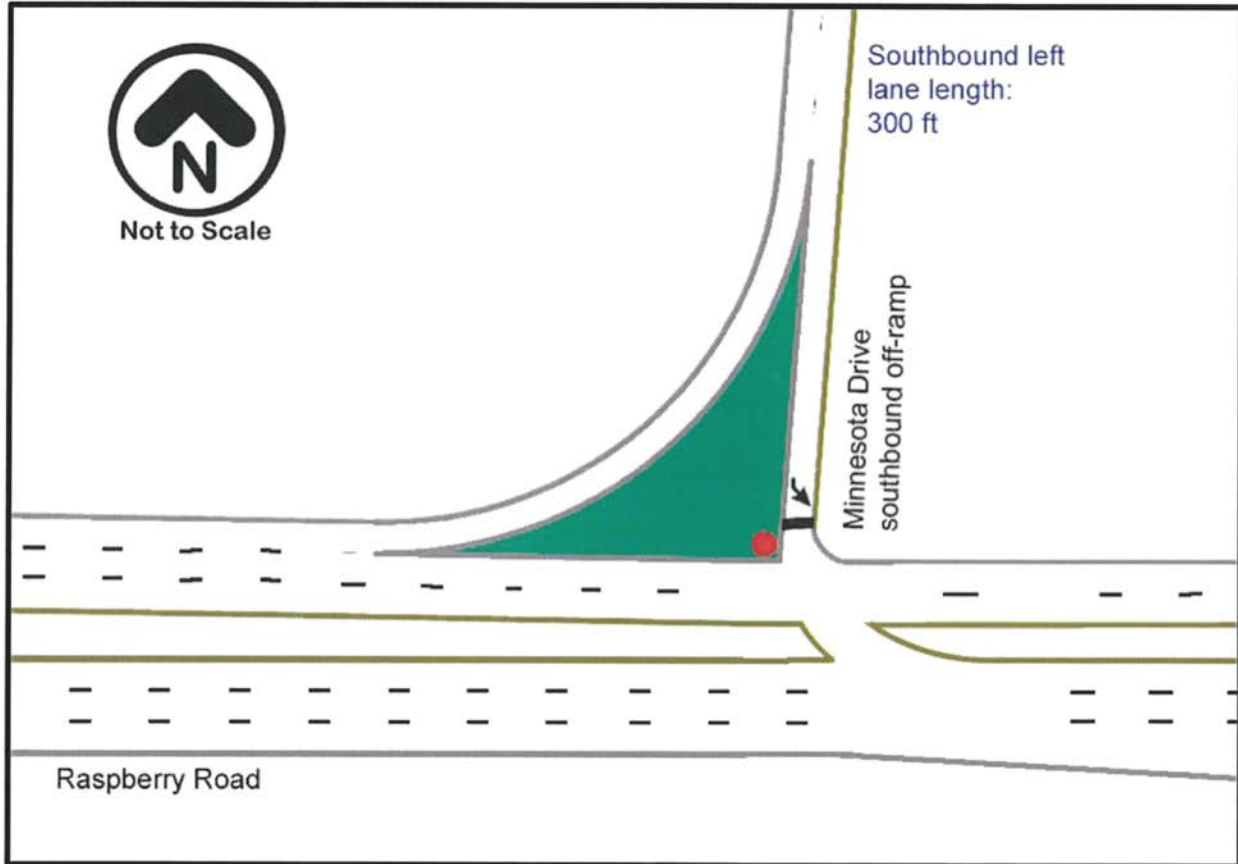 Southbound left
lane length:
300 ft
N
Not to Scale
Minnesota Drive
southbound off-ramp
Raspberry Road